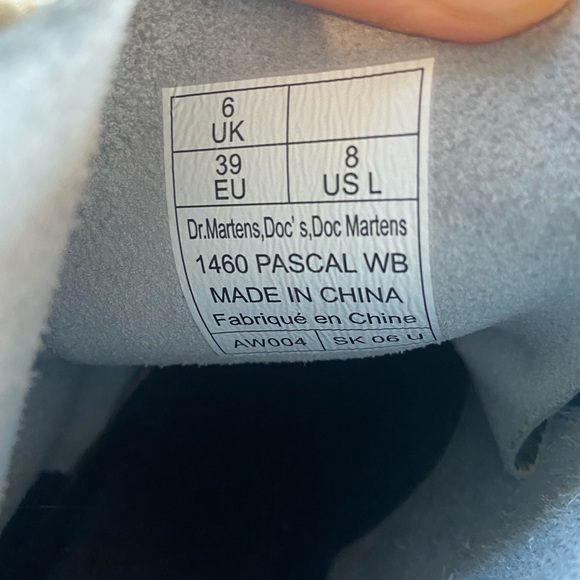 6
UK
39
EU
8
US L
Dr.Martens,Doc's,Doc Martens
1460 PASCAL WB
MADE IN CHINA
Fabriqué en Chine
AW004 SK 06 U